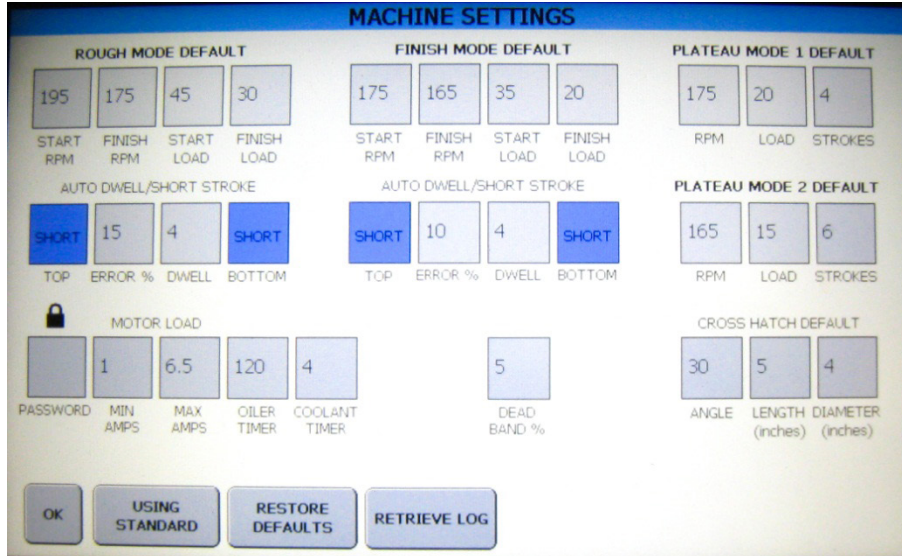 MACHINE SETTINGS
ROUGH MODE DEFAULT
195 175 45 30
START RPM FINISH RPM START LOAD FINISH LOAD
AUTO DWELL/SHORT STROKE
SHORT 15 4 SHORT
TOP ERROR % DWELL BOTTOM
FINISH MODE DEFAULT
175 165 35 20
START RPM FINISH RPM START LOAD FINISH LOAD
AUTO DWELL/SHORT STROKE
SHORT 10 4 SHORT
TOP ERROR % DWELL BOTTOM
PLATEAU MODE 1 DEFAULT
175 20 4
RPM LOAD STROKES
PLATEAU MODE 2 DEFAULT
165 15 6
RPM LOAD STROKES
MOTOR LOAD
1 6.5 120 4
PASSWORD MIN AMPS MAX AMPS OILER TIMER COOLANT TIMER
5
DEAD BAND %
CROSS HATCH DEFAULT
30 5 4
ANGLE LENGTH (inches) DIAMETER (inches)
OK USING STANDARD RESTORE DEFAULTS RETRIEVE LOG